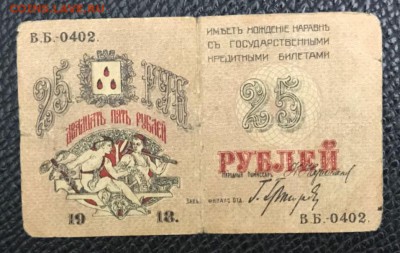 В.Б.-0402.
25 РУБ
ДВАДЦАТЬ ПЯТЬ РУБЛЕЙ
19 18.
ИМѢЕТЪ ХОЖДЕНІЕ НАРАВНѢ
СЪ ГОСУДАРСТВЕННЫМИ
КРЕДИТНЫМИ БИЛЕТАМИ
25
РУБЛЕЙ
В.Б.-0402.